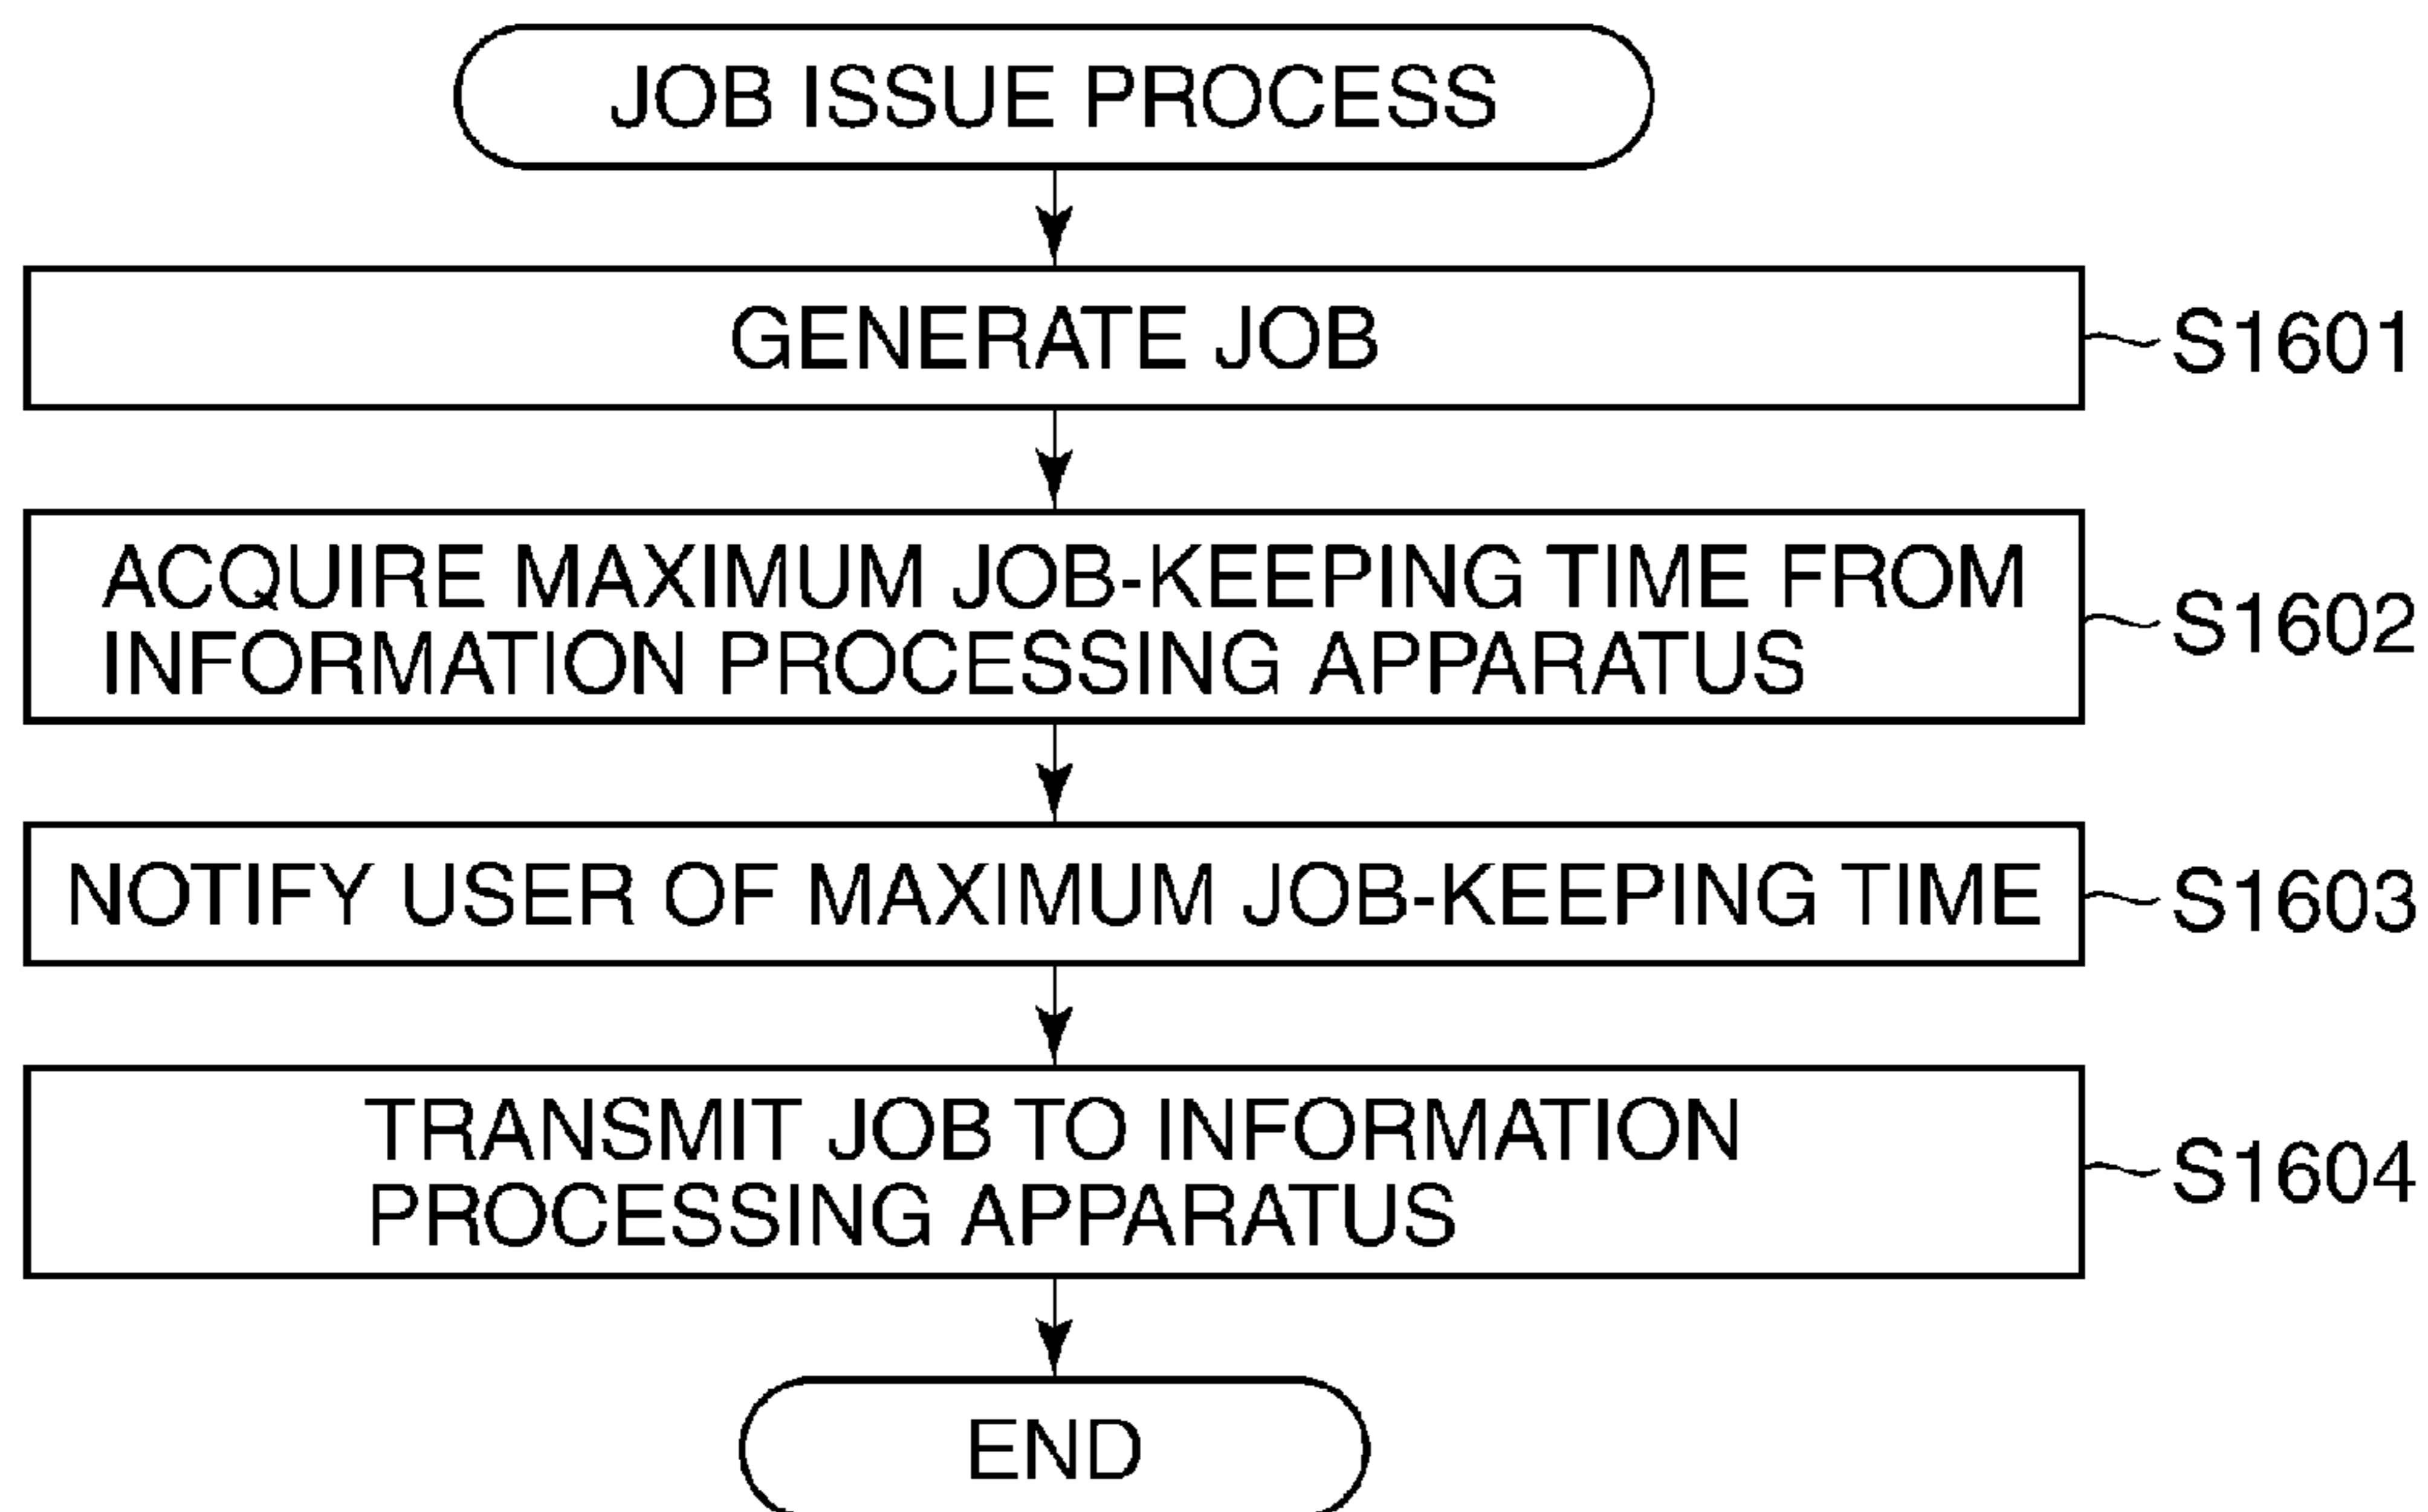 JOB ISSUE PROCESS
GENERATE JOB
S1601
ACQUIRE MAXIMUM JOB-KEEPING TIME FROM
INFORMATION PROCESSING APPARATUS
S1602
NOTIFY USER OF MAXIMUM JOB-KEEPING TIME
S1603
TRANSMIT JOB TO INFORMATION
PROCESSING APPARATUS
S1604
END